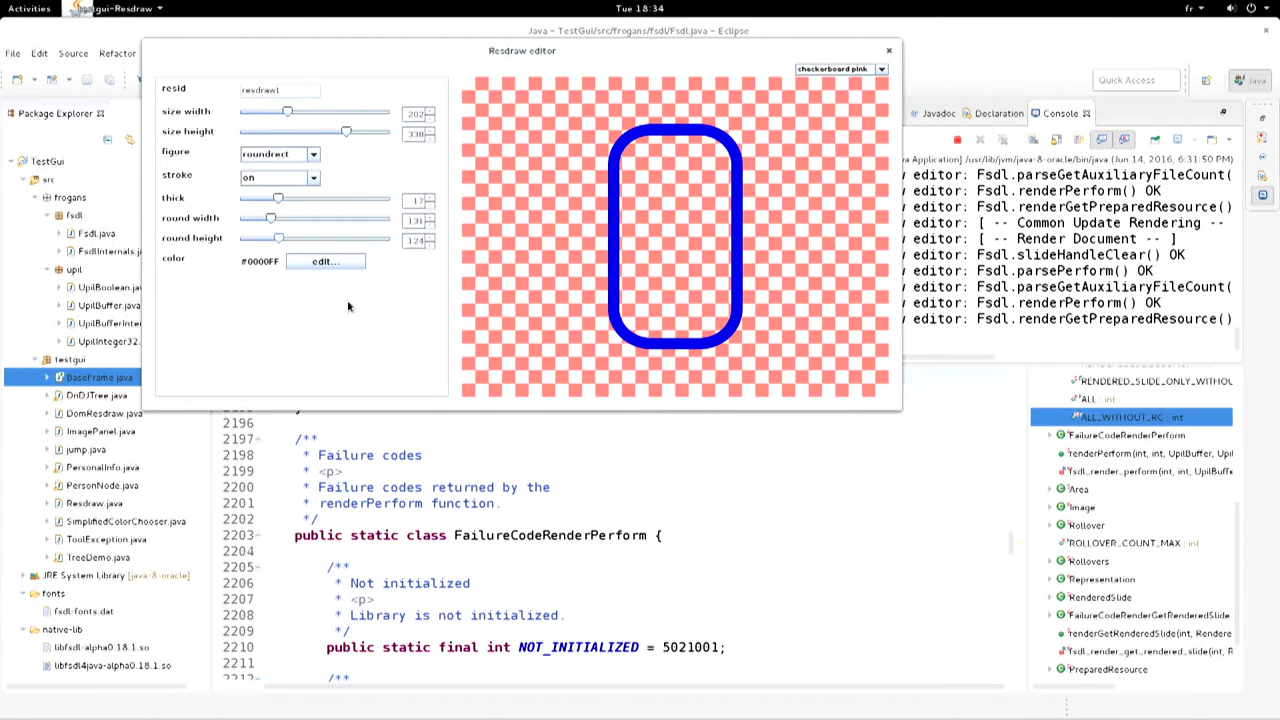 Activities
testgui-Resdraw
Tue 18:34
fr
Java – TestGui/src/frogans/fsdl/Fsdl.java – Eclipse
File Edit Source Refactor
Quick Access
Java
Resdraw editor
checkerboard pink
resid resdraw1
size width 202
size height 330
figure roundrect
stroke on
thick 17
round width 131
round height 124
color #0000FF edit...
Package Explorer
TestGui
src
frogans
fsdl
Fsdl.java
FsdlInternals.j
upil
UpilBoolean.j
UpilBuffer.java
UpilBufferInter
UpilInteger32.
testgui
BaseFrame.java
DnDJTree.java
DomResdraw.java
ImagePanel.java
jump.java
PersonalInfo.java
PersonNode.java
Resdraw.java
SimplifiedColorChooser.java
ToolException.java
TreeDemo.java
JRE System Library [java-8-oracle]
fonts
fsdl-fonts.dat
native-lib
libfsdl-alpha0.18.1.so
libfsdl4java-alpha0.18.1.so
Javadoc Declaration Console
va Application] /usr/lib/jvm/java-8-oracle/bin/java (Jun 14, 2016, 6:31:50 PM)
w editor: Fsdl.parseGetAuxiliaryFileCount(
w editor: Fsdl.renderPerform() OK
w editor: Fsdl.renderGetPreparedResource()
w editor: [ -- Common Update Rendering --
w editor: [ -- Render Document -- ]
w editor: Fsdl.slideHandleClear() OK
w editor: Fsdl.parsePerform() OK
w editor: Fsdl.parseGetAuxiliaryFileCount(
w editor: Fsdl.renderPerform() OK
w editor: Fsdl.renderGetPreparedResource()
2196
2197 /**
2198 * Failure codes
2199 * <p>
2200 * Failure codes returned by the
2201 * renderPerform function.
2202 */
2203 public static class FailureCodeRenderPerform {
2204
2205 /**
2206 * Not initialized
2207 * <p>
2208 * Library is not initialized.
2209 */
2210 public static final int NOT_INITIALIZED = 5021001;
2211
2212 /**
RENDERED_SLIDE_ONLY_WITHOU
ALL : int
ALL_WITHOUT_RC : int
FailureCodeRenderPerform
renderPerform(int, int, UpilBuffer, Upil
fsdl_render_perform(int, int, UpilBuffe
Area
Image
Rollover
ROLLOVER_COUNT_MAX : int
Rollovers
Representation
RenderedSlide
FailureCodeRenderGetRenderedSlide
renderGetRenderedSlide(int, Rendere
fsdl_render_get_rendered_slide(int, R
PreparedResource